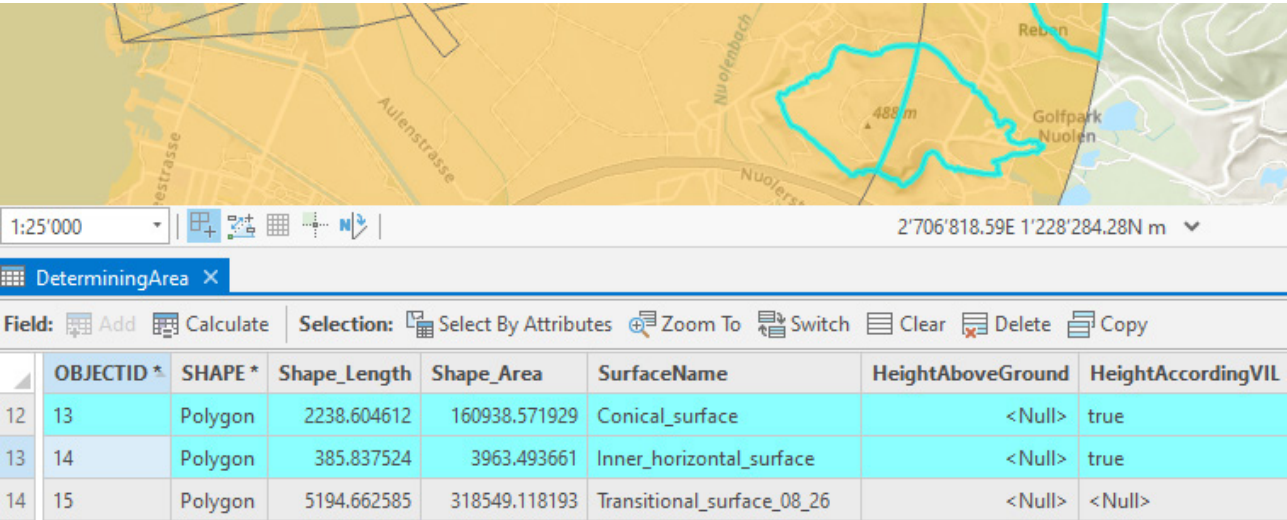 Reben
Nuolenbach
Aulenstrasse
488 m
Golfpark
Nuolen
estrasse
Nuolerst
1:25'000
2'706'818.59E 1'228'284.28N m
DeterminingArea
Field: Add Calculate Selection: Select By Attributes Zoom To Switch Clear Delete Copy
OBJECTID * SHAPE * Shape_Length Shape_Area SurfaceName HeightAboveGround HeightAccordingVIL
12 13 Polygon 2238.604612 160938.571929 Conical_surface <Null> true
13 14 Polygon 385.837524 3963.493661 Inner_horizontal_surface <Null> true
14 15 Polygon 5194.662585 318549.118193 Transitional_surface_08_26 <Null> <Null>